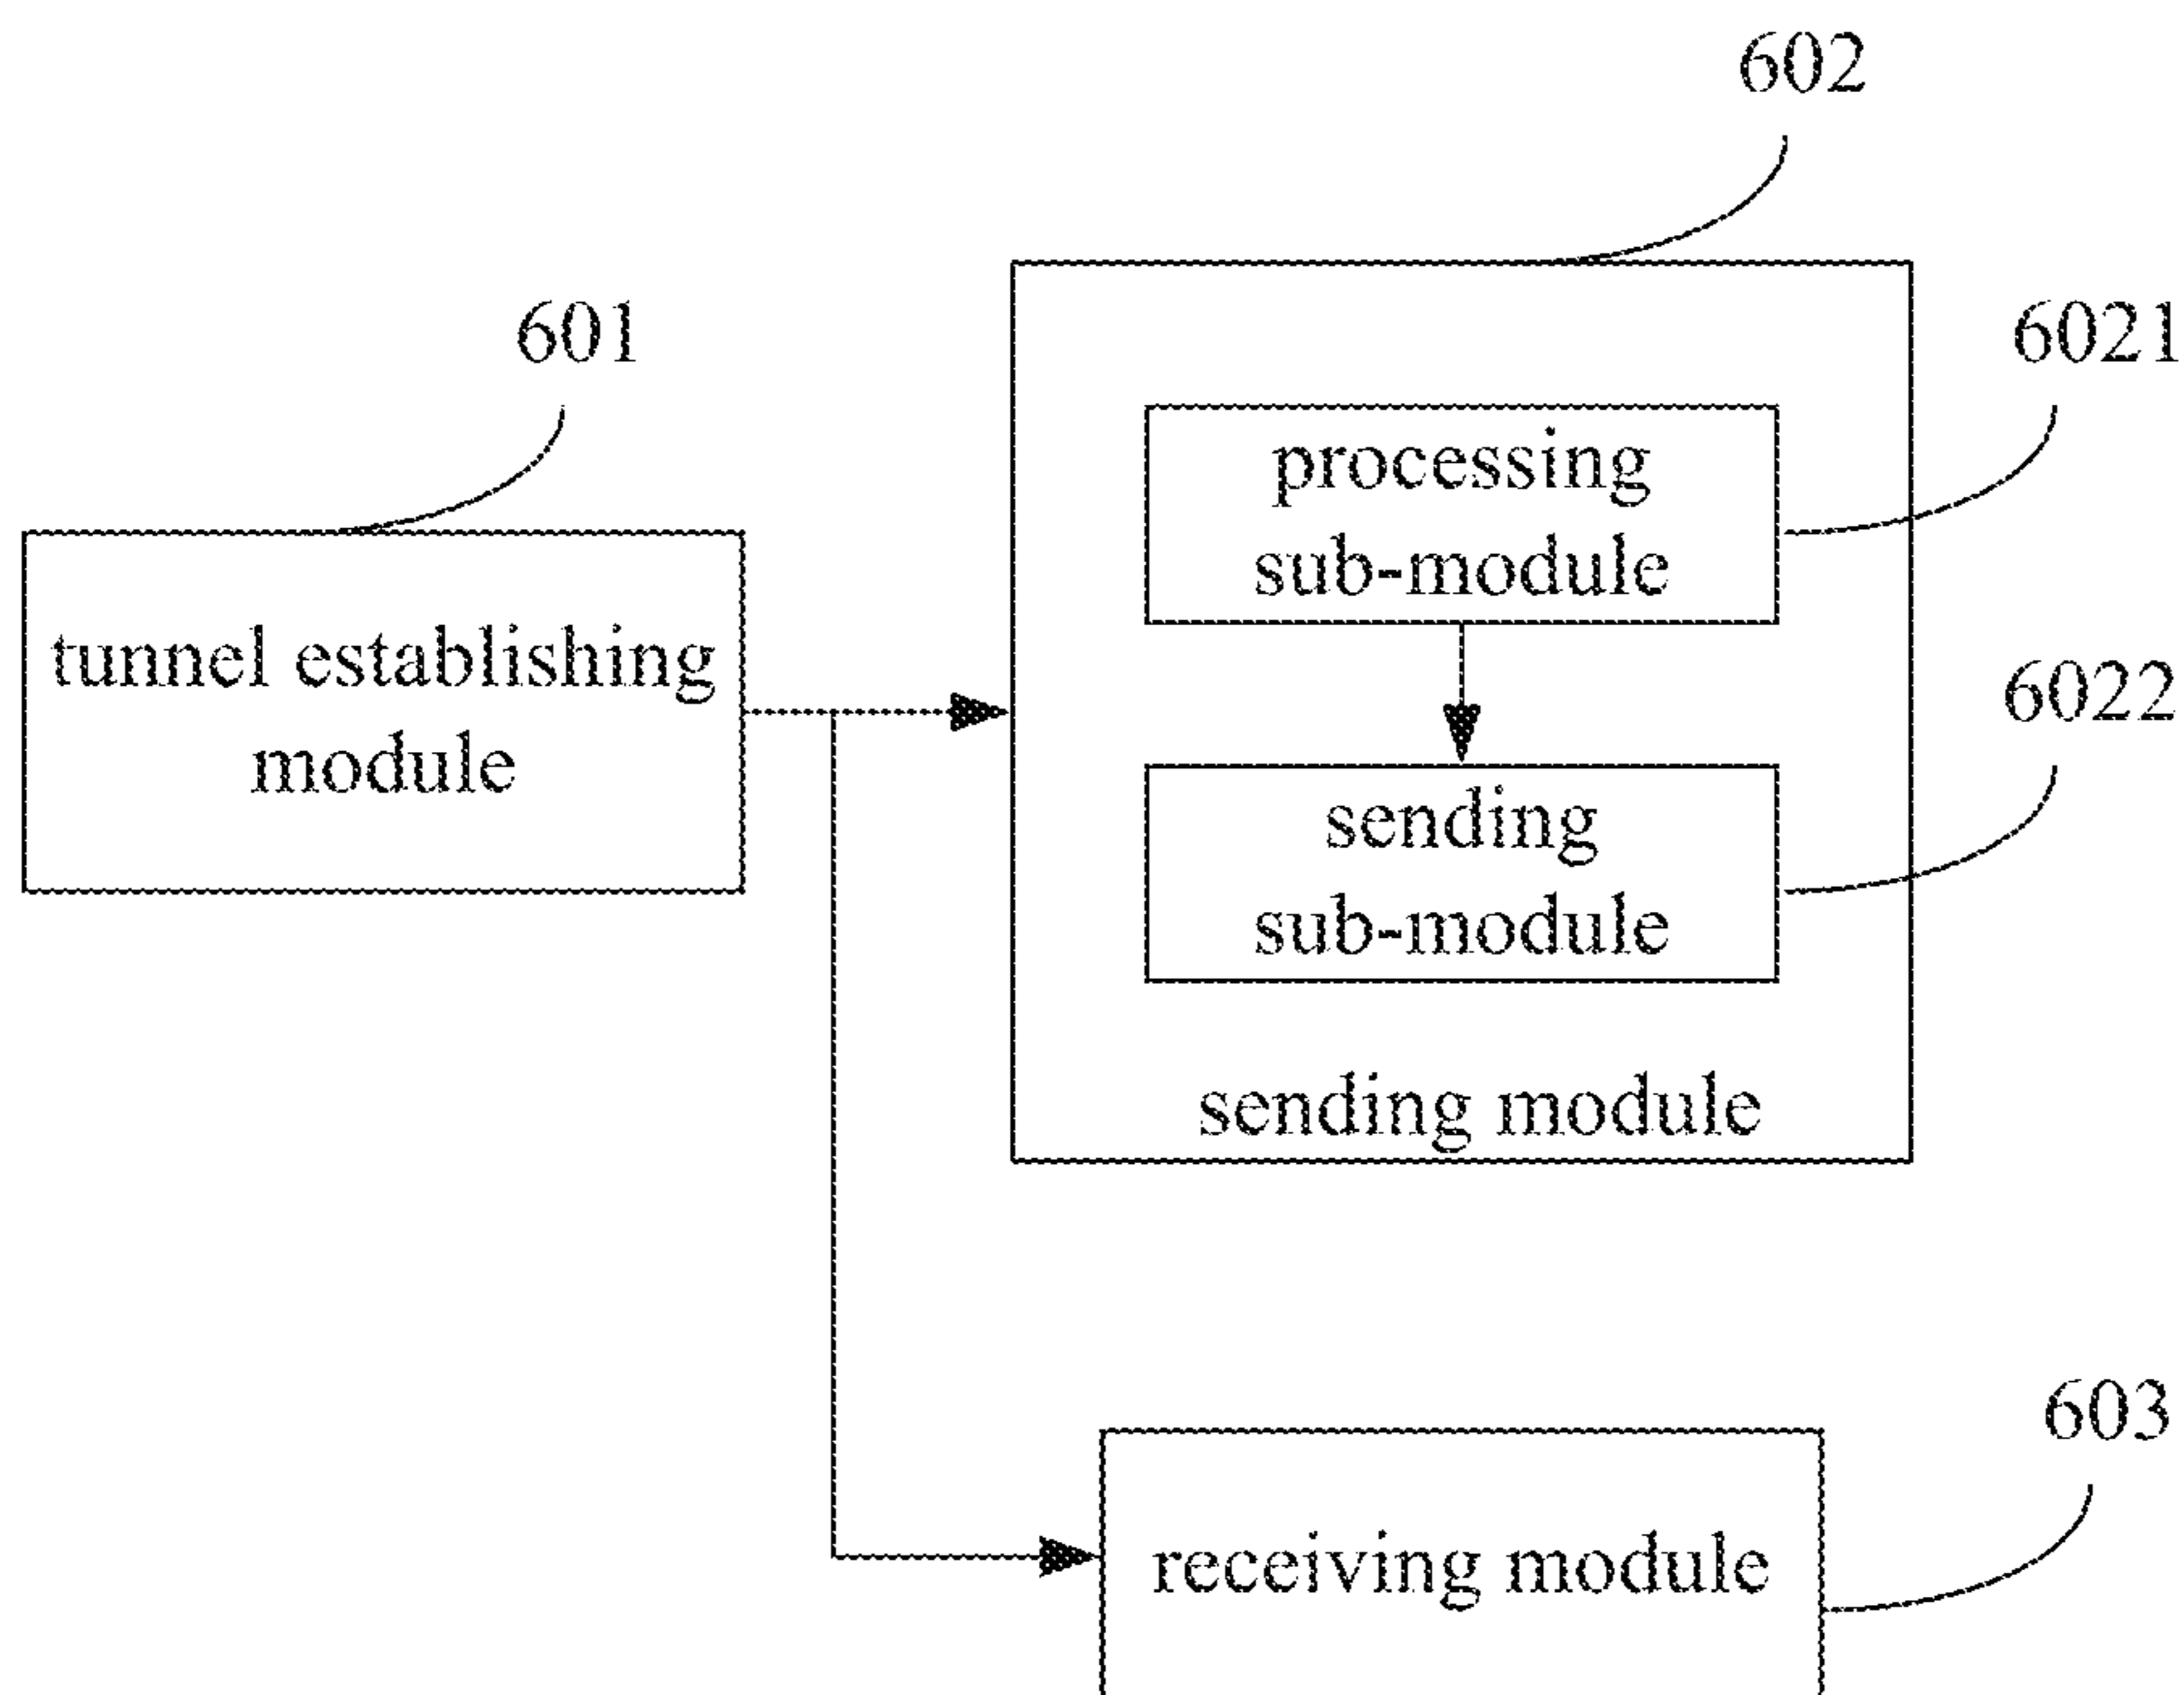 602
601
6021
processing
sub-module
tunnel establishing
module
6022
sending
sub-module
sending module
603
receiving module